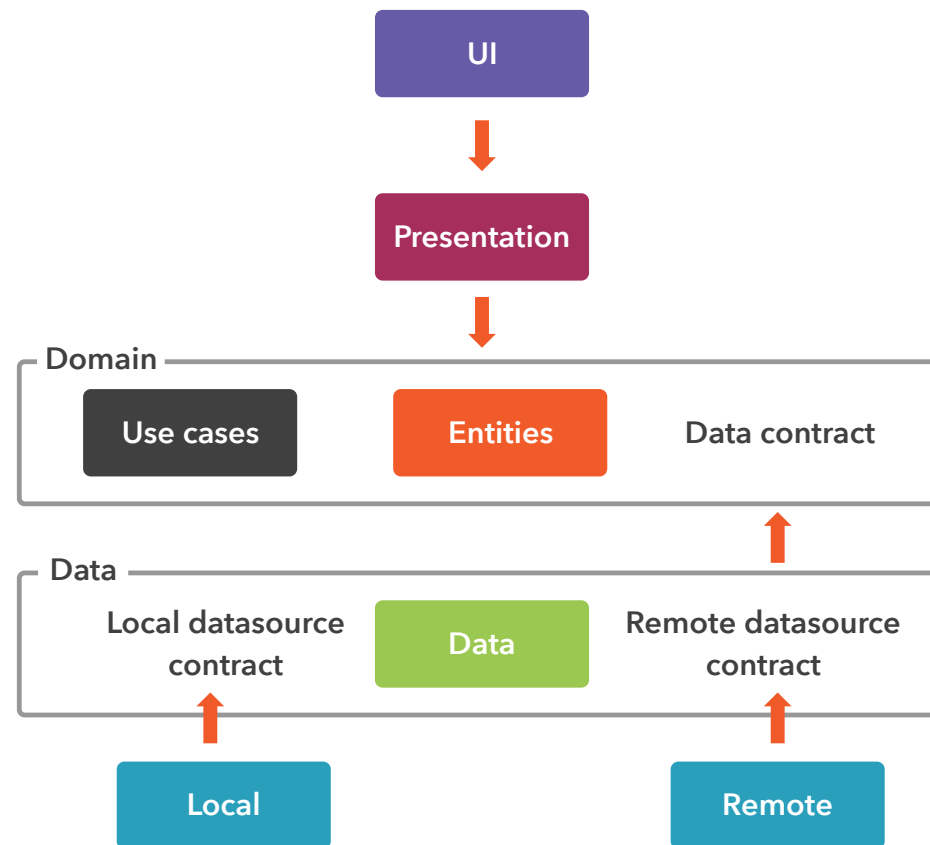 UI
Presentation
Domain
Use cases
Entities
Data contract
Data
Local datasource
contract
Data
Remote datasource
contract
Local
Remote